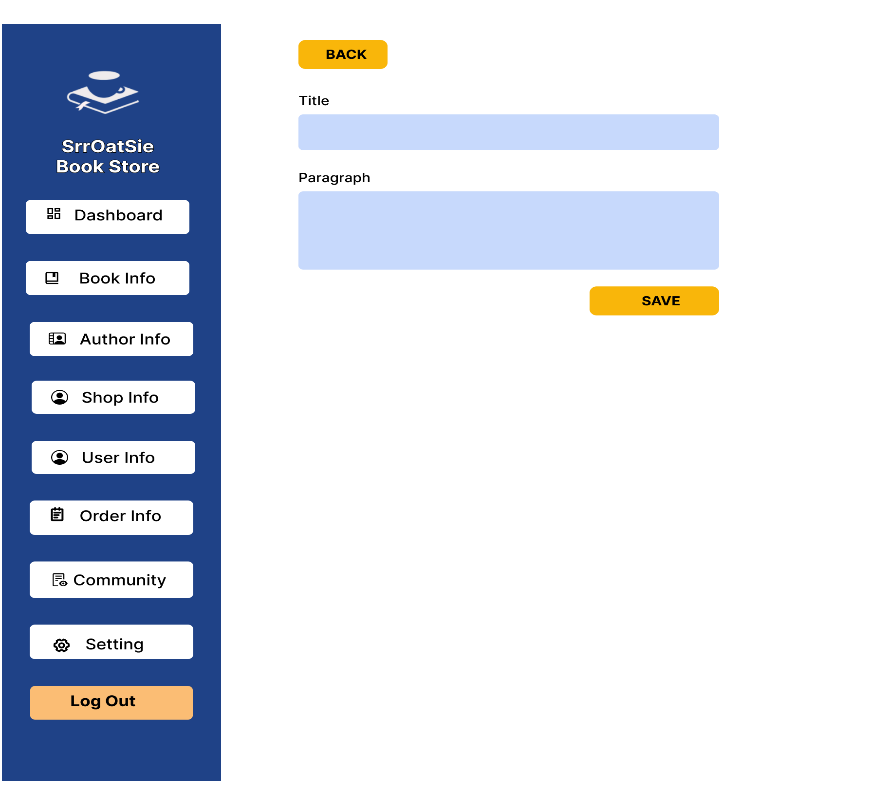 SrrOatSie
Book Store
Dashboard
Book Info
Author Info
Shop Info
User Info
Order Info
Community
Setting
Log Out
BACK
Title
Paragraph
SAVE